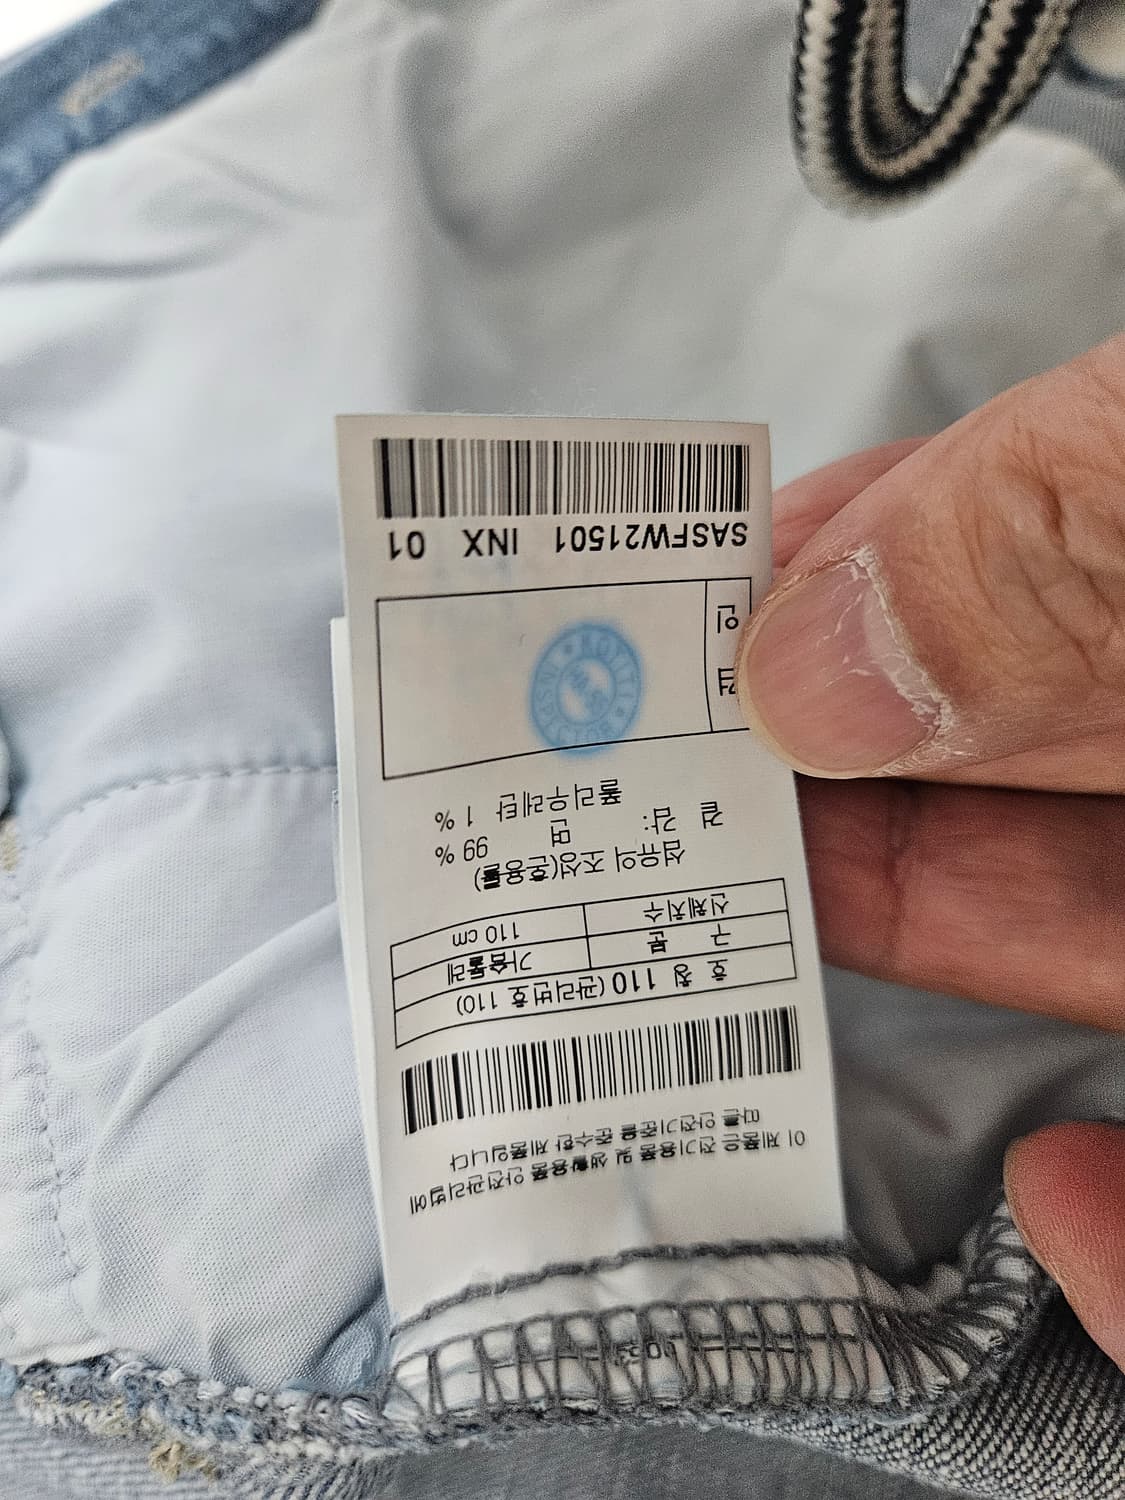 이 제품은 전기용품 및 생활용품 안전관리법에
따른 안전기준을 준수한 제품입니다
호 칭 110 (관리번호 110)
구 분 가슴둘레
신체치수 110 cm
섬유의 조성(혼용률)
겉 감: 면 99 %
폴리우레탄 1 %
검 인
SASFW21501 INX 01